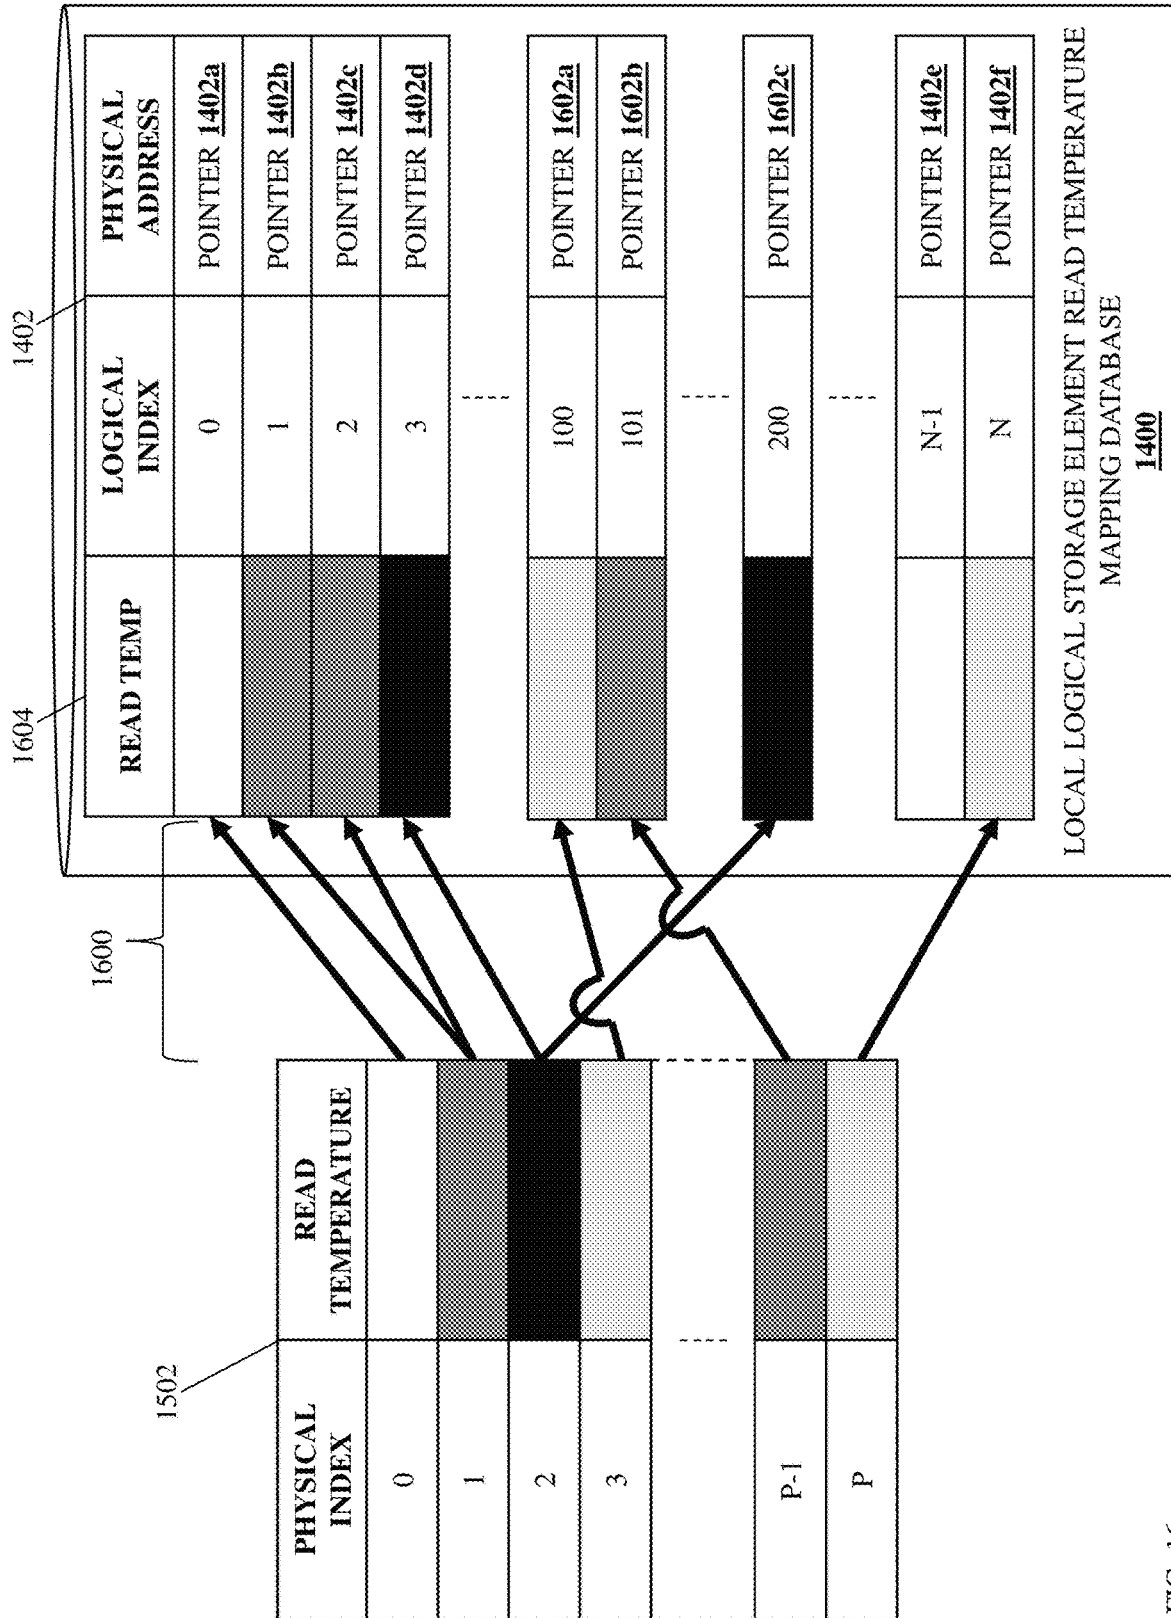 1604
1402
READ TEMP
LOGICAL INDEX
PHYSICAL ADDRESS
0 POINTER 1402a
1 POINTER 1402b
2 POINTER 1402c
3 POINTER 1402d
100 POINTER 1602a
101 POINTER 1602b
200 POINTER 1602c
N-1 POINTER 1402e
N POINTER 1402f
LOCAL LOGICAL STORAGE ELEMENT READ TEMPERATURE
MAPPING DATABASE
1400
1600
1502
PHYSICAL INDEX
READ TEMPERATURE
0
1
2
3
P-1
P
FIG. 16